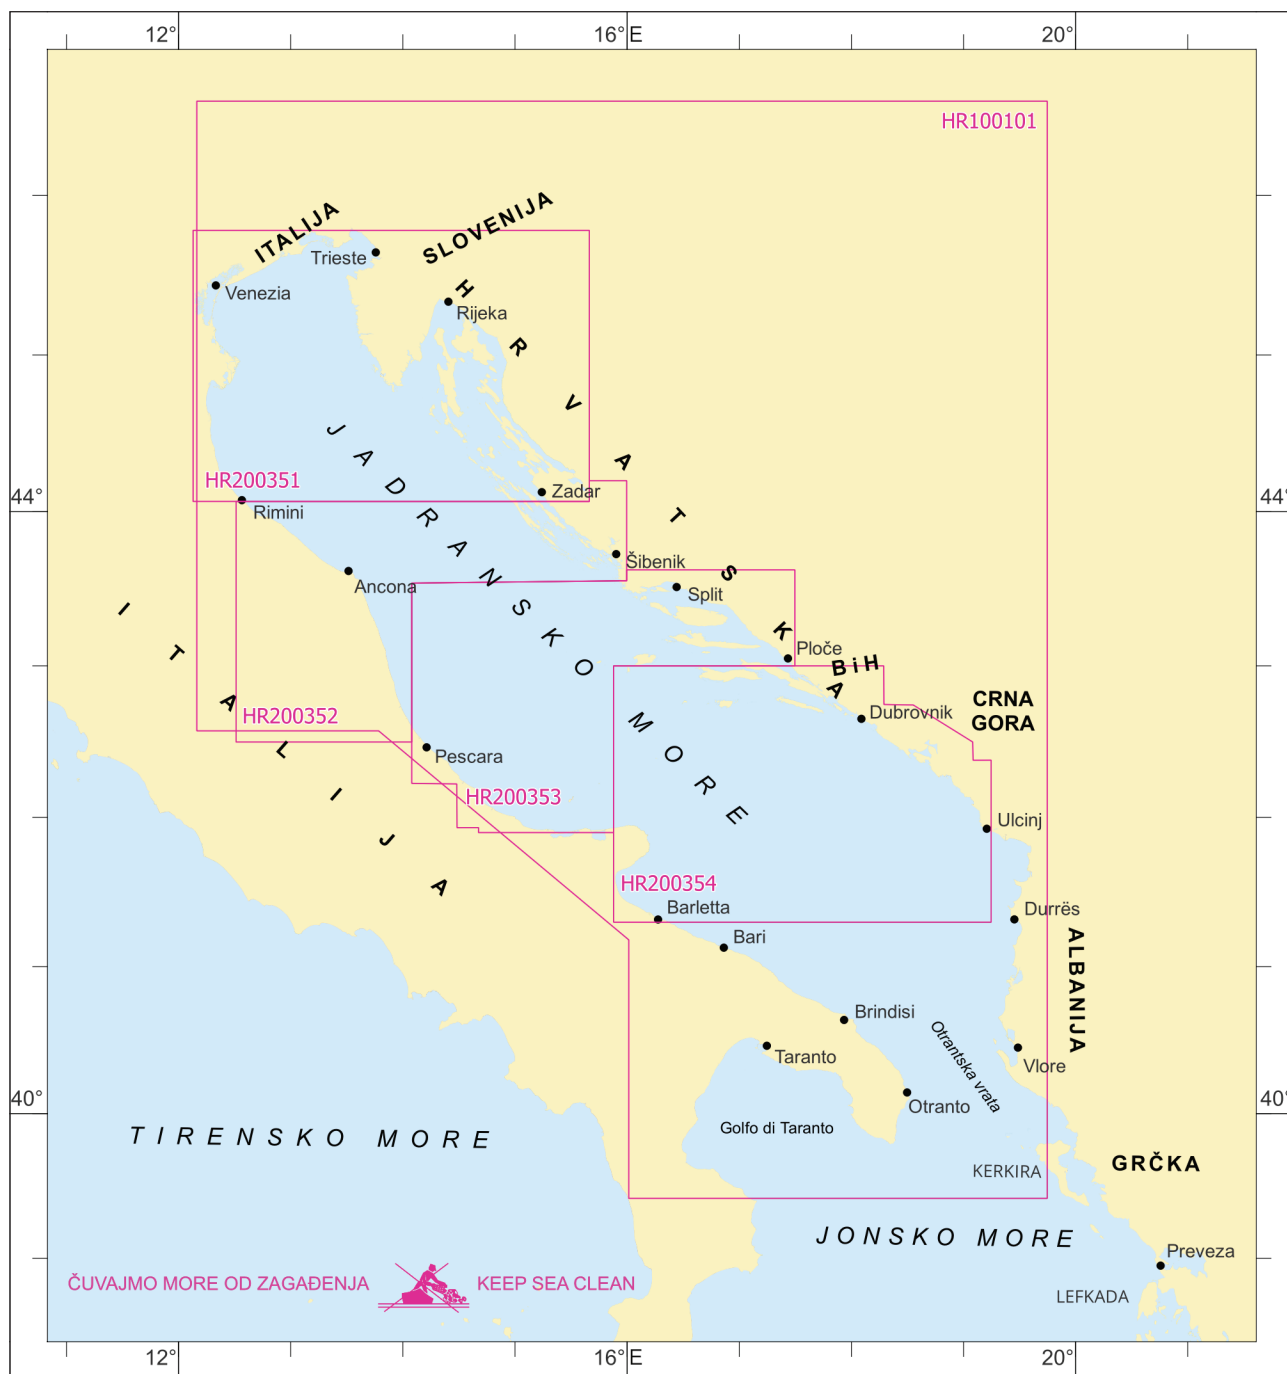 12°
16°E
20°
HR100101
ITALIJA
SLOVENIJA
Trieste
Venezia
Rijeka
HRVATSKA
JADRANSKO MORE
HR200351
Zadar
44°
44°
Rimini
Šibenik
Ancona
Split
ITALIJA
Ploče
BiH
CRNA
GORA
Dubrovnik
HR200352
Pescara
HR200353
Ulcinj
HR200354
Barletta
Durrës
Bari
ALBANIJA
Brindisi
Otrantska vrata
Taranto
Vlore
Otranto
40°
40°
Golfo di Taranto
TIRENSKO MORE
GRČKA
KERKIRA
JONSKO MORE
Preveza
ČUVAJMO MORE OD ZAGAĐENJA
KEEP SEA CLEAN
LEFKADA
12°
16°E
20°